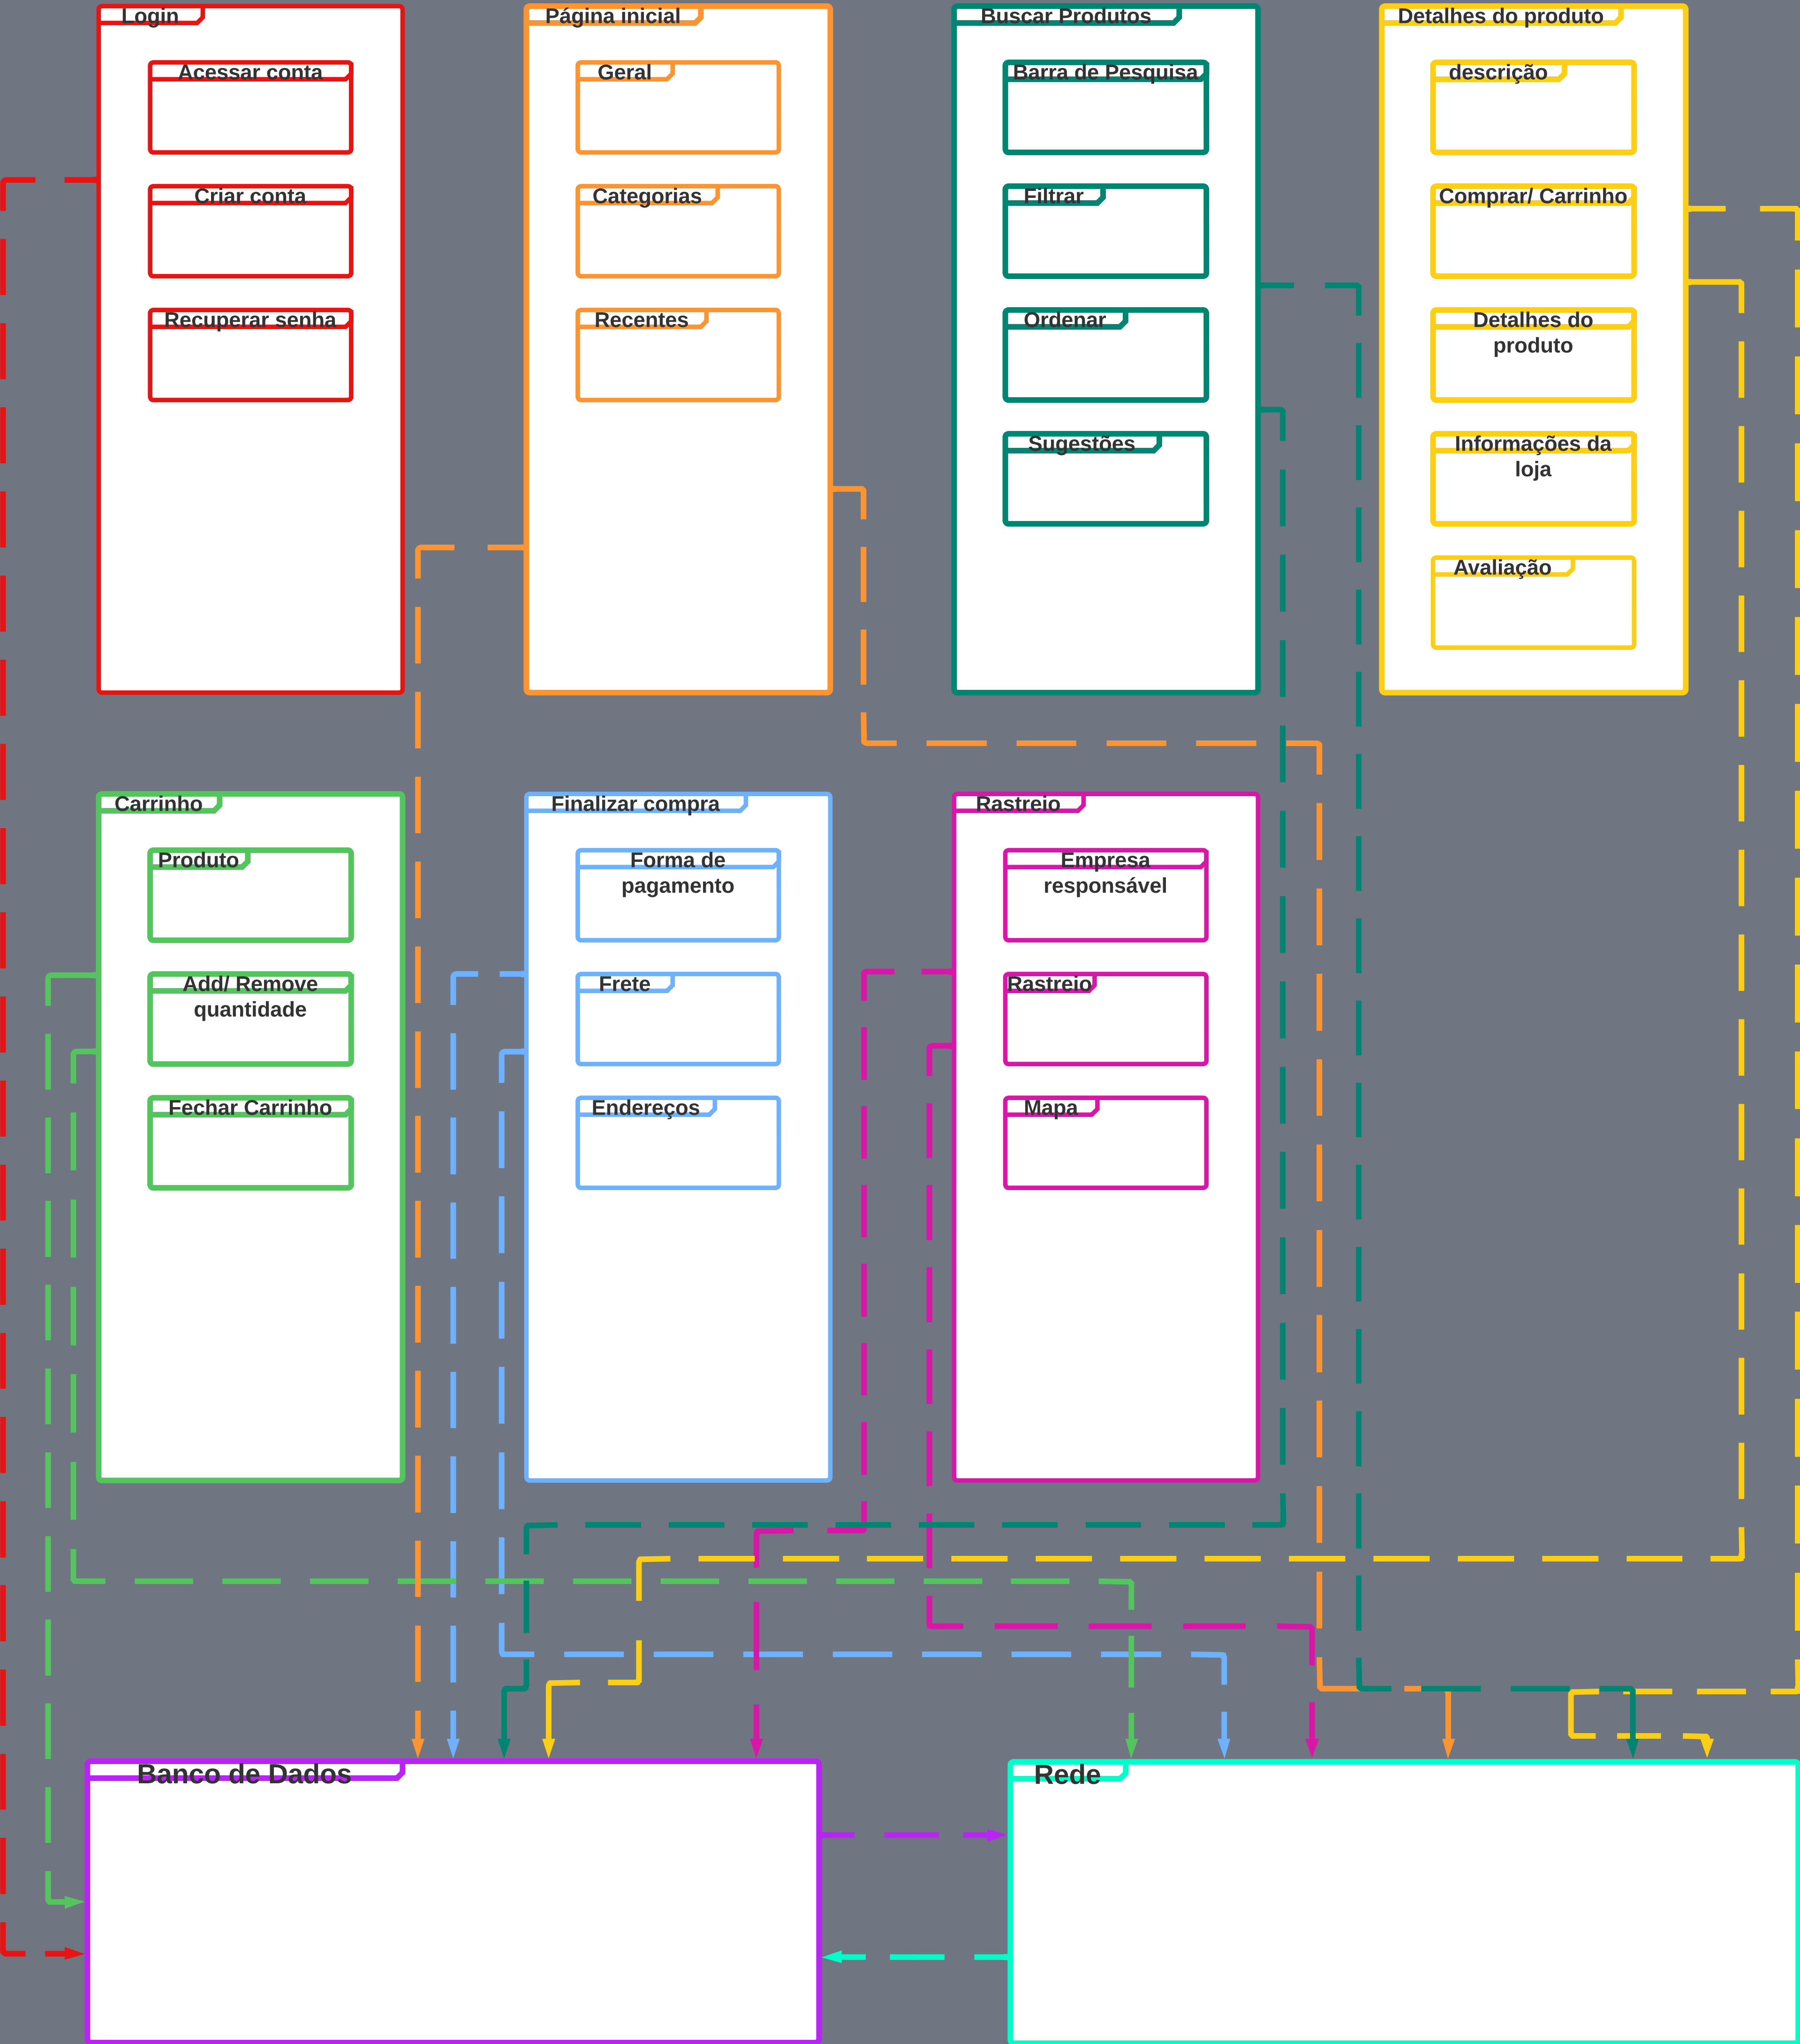 Login
Acessar conta
Criar conta
Recuperar senha
Página inicial
Geral
Categorias
Recentes
Buscar Produtos
Barra de Pesquisa
Filtrar
Ordenar
Sugestões
Detalhes do produto
descrição
Comprar/ Carrinho
Detalhes do
produto
Informações da
loja
Avaliação
Carrinho
Produto
Add/ Remove
quantidade
Fechar Carrinho
Finalizar compra
Forma de
pagamento
Frete
Endereços
Rastreio
Empresa
responsável
Rastreio
Mapa
Banco de Dados
Rede